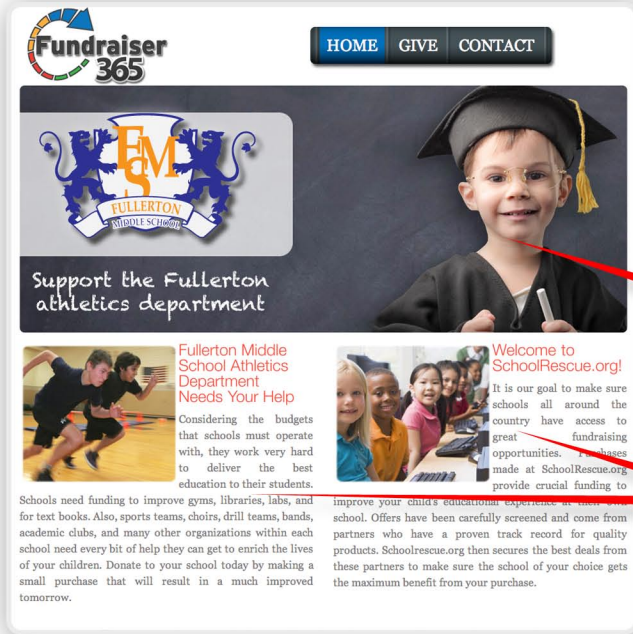 Fundraiser
365
HOME GIVE CONTACT
FMS
FULLERTON
MIDDLE SCHOOL
Support the Fullerton
athletics department
Fullerton Middle
School Athletics
Department
Needs Your Help
Considering the budgets
that schools must operate
with, they work very hard
to deliver the best
education to their students.
Schools need funding to improve gyms, libraries, labs, and
for text books. Also, sports teams, choirs, drill teams, bands,
academic clubs, and many other organizations within each
school need every bit of help they can get to enrich the lives
of your children. Donate to your school today by making a
small purchase that will result in a much improved
tomorrow.
Welcome to
SchoolRescue.org!
It is our goal to make sure
schools all around the
country have access to
great fundraising
opportunities. Purchases
made at SchoolRescue.org
provide crucial funding to
improve your child's educational experience at their own
school. Offers have been carefully screened and come from
partners who have a proven track record for quality
products. Schoolrescue.org then secures the best deals from
these partners to make sure the school of your choice gets
the maximum benefit from your purchase.